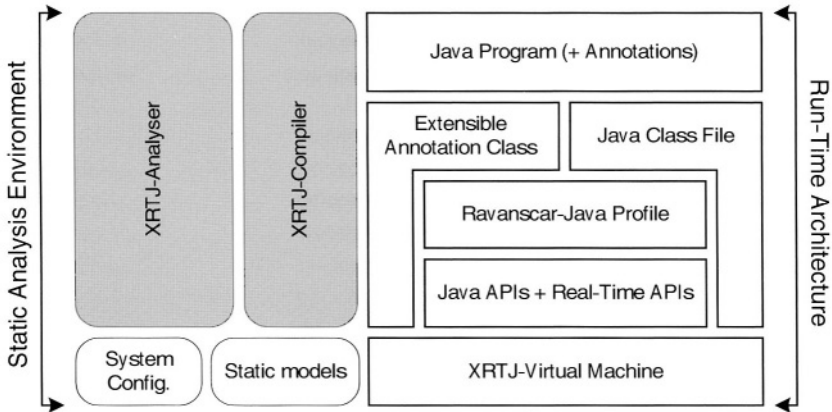 Static Analysis Environment
XRTJ-Analyser
XRTJ-Compiler
System
Config.
Static models
Java Program (+ Annotations)
Extensible
Annotation Class
Java Class File
Ravanscar-Java Profile
Java APIs + Real-Time APIs
XRTJ-Virtual Machine
Run-Time Architecture